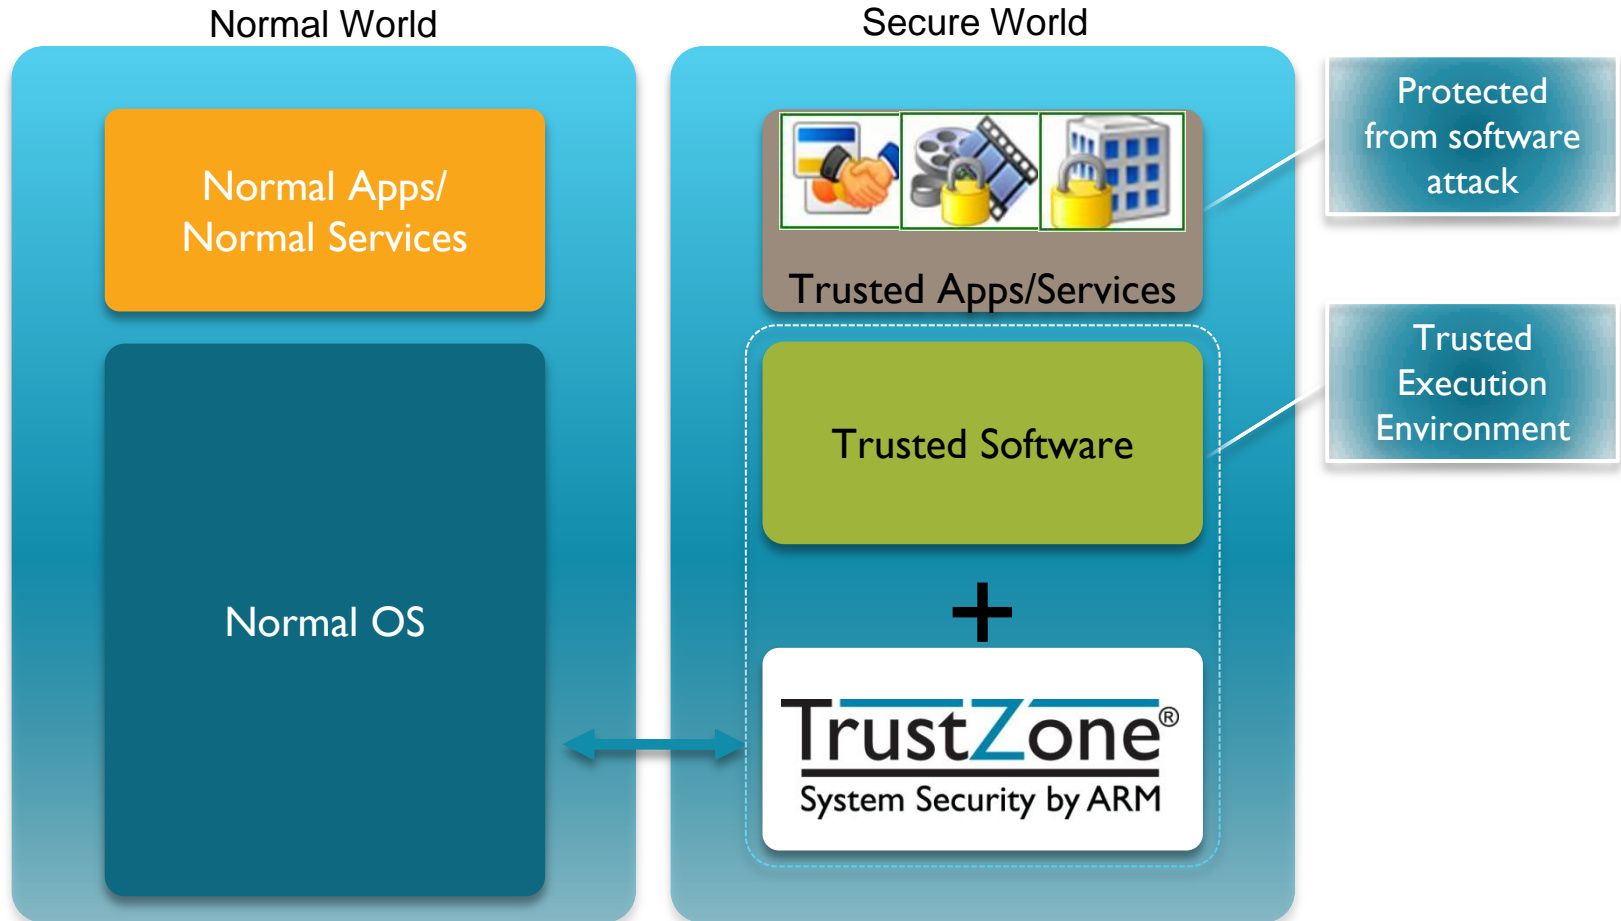 Normal World
Secure World
Normal Apps/
Normal Services
Normal OS
Trusted Apps/Services
Trusted Software
+
TrustZone®
System Security by ARM
Protected
from software
attack
Trusted
Execution
Environment